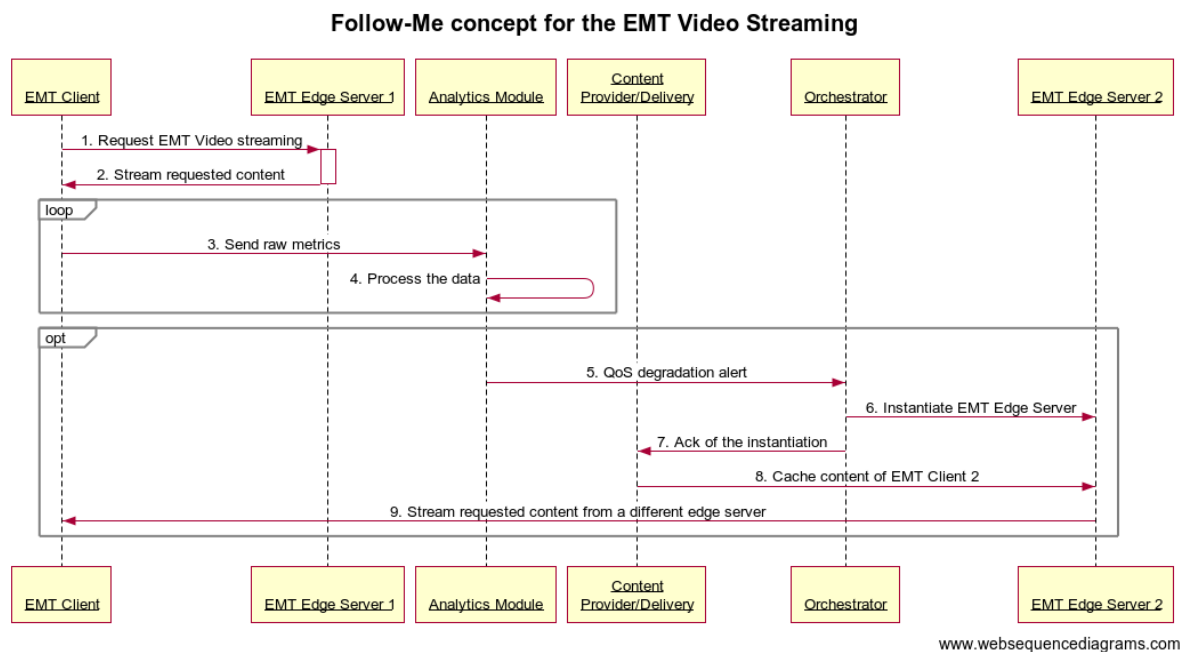 Follow-Me concept for the EMT Video Streaming
EMT Client
EMT Edge Server 1
Analytics Module
Content
Provider/Delivery
Orchestrator
EMT Edge Server 2
1. Request EMT Video streaming
2. Stream requested content
loop
3. Send raw metrics
4. Process the data
opt
5. QoS degradation alert
6. Instantiate EMT Edge Server
7. Ack of the instantiation
8. Cache content of EMT Client 2
9. Stream requested content from a different edge server
EMT Client
EMT Edge Server 1
Analytics Module
Content
Provider/Delivery
Orchestrator
EMT Edge Server 2
www.websequencediagrams.com